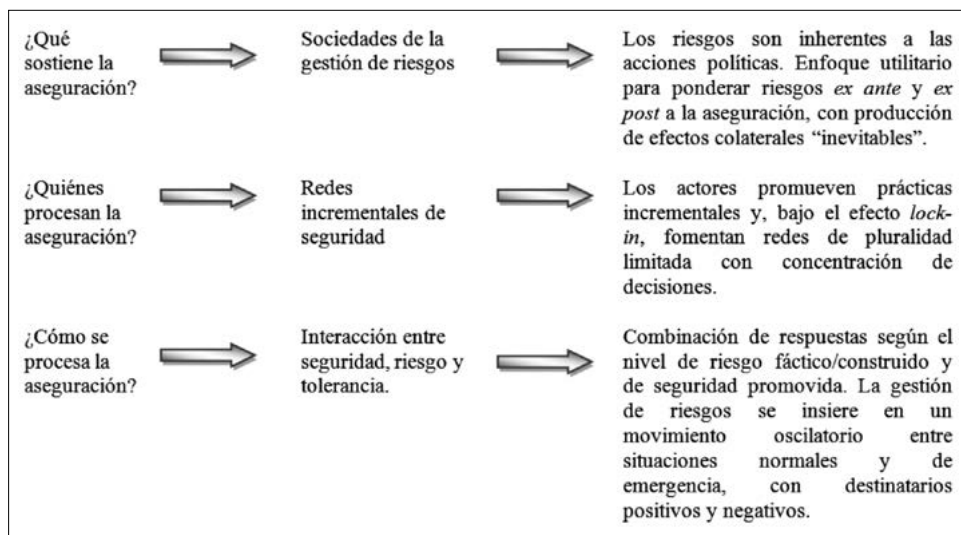 ¿Qué
sostiene la
aseguración?
Sociedades de la
gestión de riesgos
Los riesgos son inherentes a las
acciones políticas. Enfoque utilitario
para ponderar riesgos ex ante y ex
post a la aseguración, con producción
de efectos colaterales “inevitables”.
¿Quiénes
procesan la
aseguración?
Redes
incrementales de
seguridad
Los actores promueven prácticas
incrementales y, bajo el efecto lock-
in, fomentan redes de pluralidad
limitada con concentración de
decisiones.
¿Cómo se
procesa la
aseguración?
Interacción entre
seguridad, riesgo y
tolerancia.
Combinación de respuestas según el
nivel de riesgo fáctico/construido y
de seguridad promovida. La gestión
de riesgos se insiere en un
movimiento oscilatorio entre
situaciones normales y de
emergencia, con destinatarios
positivos y negativos.